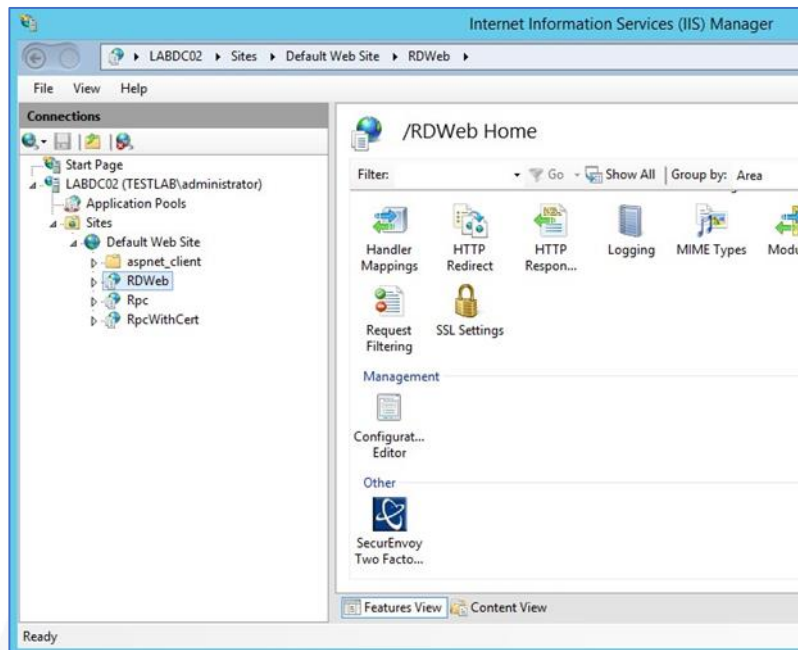 Internet Information Services (IIS) Manager
LABDC02 Sites Default Web Site RDWeb
File View Help
Connections
Start Page
LABDC02 (TESTLAB\administrator)
Application Pools
Sites
Default Web Site
aspnet_client
RDWeb
Rpc
RpcWithCert
/RDWeb Home
Filter: Go Show All Group by: Area
Handler Mappings
HTTP Redirect
HTTP Respon...
Logging
MIME Types
Modu
Request Filtering
SSL Settings
Management
Configurat... Editor
Other
SecurEnvoy Two Facto...
Features View Content View
Ready